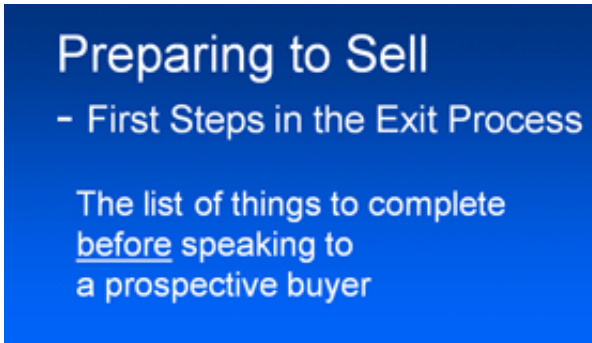 Preparing to Sell
- First Steps in the Exit Process
The list of things to complete
before speaking to
a prospective buyer